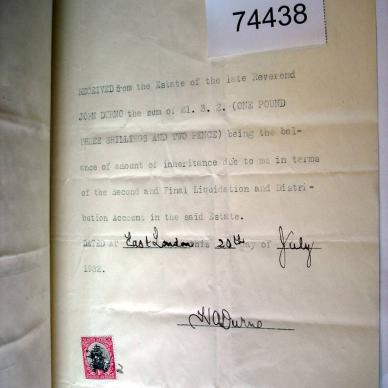 74438
RECEIVED from the Estate of the late Reverend
JOHN DURNO the sum of £1. 3. 2. (ONE POUND
THREE SHILLINGS AND TWO PENCE) being the bal-
ance of amount of inheritance due to me in terms
of the Second and Final Liquidation and Distri-
bution Account in the said Estate.
DATED at East London this 20th day of July
1932.
HADurno
SOUTH AFRICA